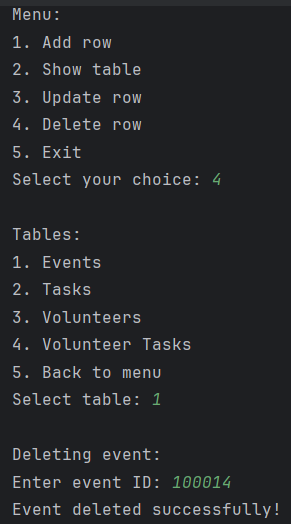 Menu:
1. Add row
2. Show table
3. Update row
4. Delete row
5. Exit
Select your choice: 4
Tables:
1. Events
2. Tasks
3. Volunteers
4. Volunteer Tasks
5. Back to menu
Select table: 1
Deleting event:
Enter event ID: 100014
Event deleted successfully!